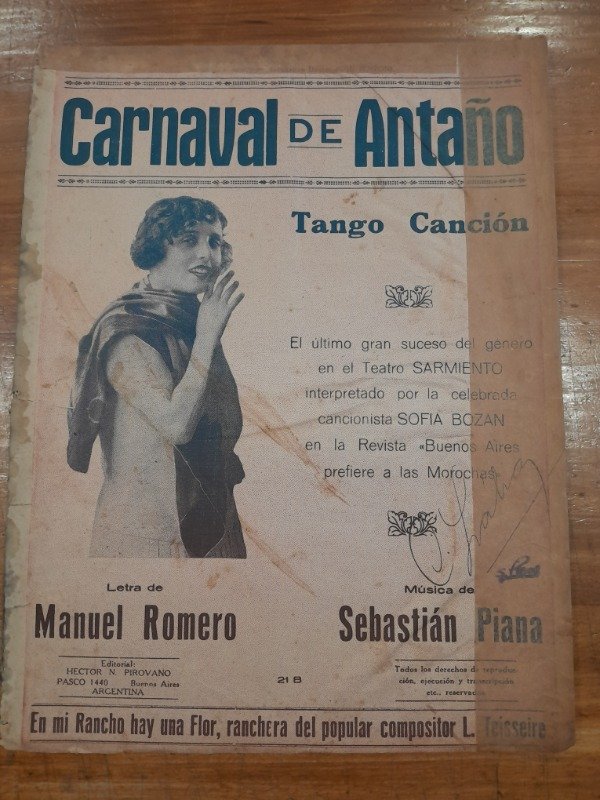 Carnaval DE Antaño
Tango Canción
El último gran suceso del género
en el Teatro SARMIENTO
interpretado por la celebrada
cancionista SOFIA BOZAN
en la Revista «Buenos Aires
prefiere a las Morochas»
Letra de
Manuel Romero
Música de
Sebastián Piana
Editorial:
HECTOR N. PIROVANO
PASCO 1440 Buenos Aires
ARGENTINA
21 B
Todos los derechos de reproduc
ción, ejecución y transcripción
etc., reservados
En mi Rancho hay una Flor, ranchera del popular compositor L. Teisseire